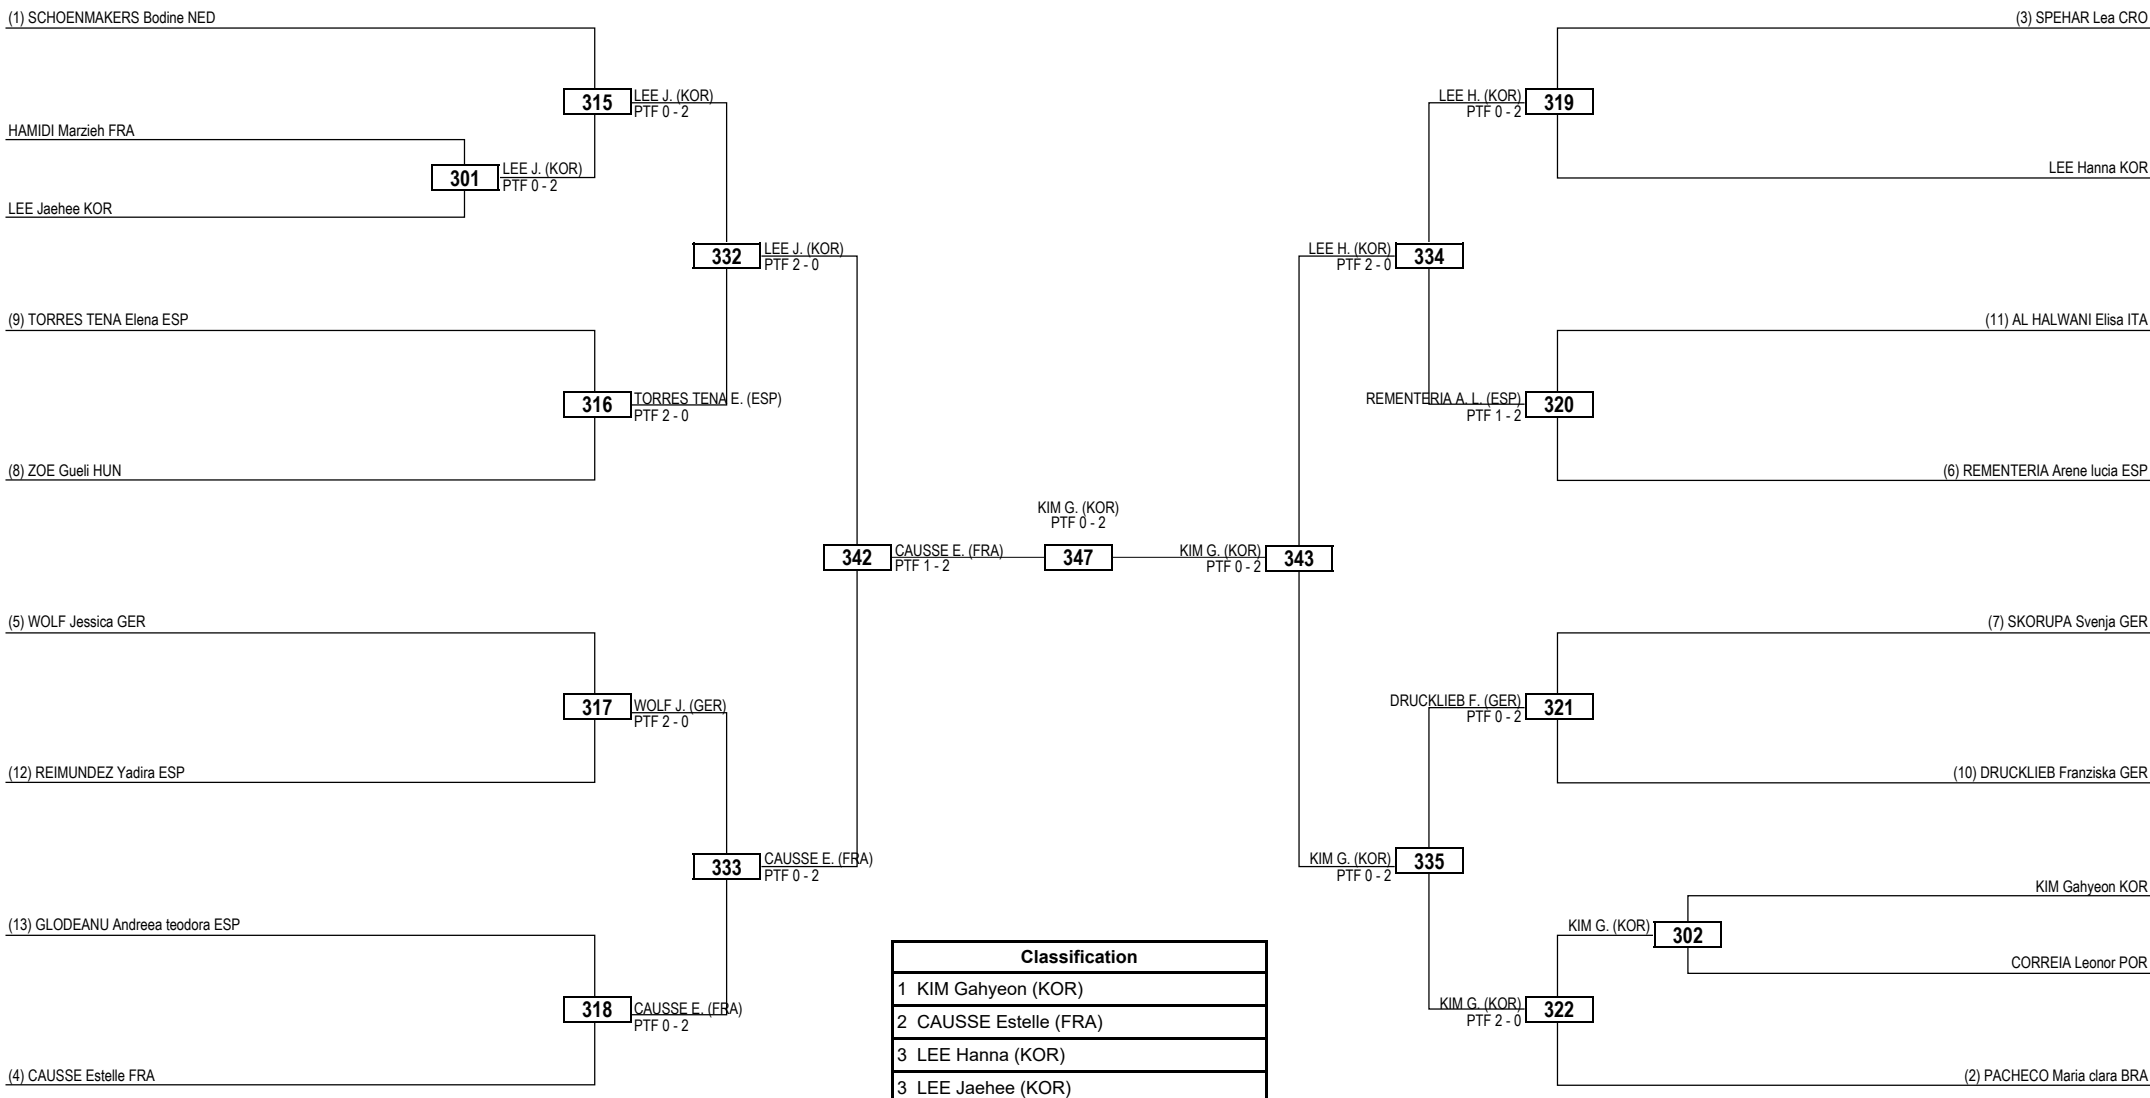 (1) SCHOENMAKERS Bodine NED
HAMIDI Marzieh FRA
LEE Jaehee KOR
(9) TORRES TENA Elena ESP
(8) ZOE Gueli HUN
(5) WOLF Jessica GER
(12) REIMUNDEZ Yadira ESP
(13) GLODEANU Andreea teodora ESP
(4) CAUSSE Estelle FRA
301
LEE J. (KOR)
PTF 0 - 2
315
LEE J. (KOR)
PTF 0 - 2
316
TORRES TENA E. (ESP)
PTF 2 - 0
317
WOLF J. (GER)
PTF 2 - 0
318
CAUSSE E. (FRA)
PTF 0 - 2
332
LEE J. (KOR)
PTF 2 - 0
333
CAUSSE E. (FRA)
PTF 0 - 2
342
CAUSSE E. (FRA)
PTF 1 - 2
KIM G. (KOR)
PTF 0 - 2
347
KIM G. (KOR)
PTF 0 - 2
343
LEE H. (KOR)
PTF 2 - 0
334
KIM G. (KOR)
PTF 0 - 2
335
LEE H. (KOR)
PTF 0 - 2
319
REMENTERIA A. L. (ESP)
PTF 1 - 2
320
DRUCKLIEB F. (GER)
PTF 0 - 2
321
KIM G. (KOR)
PTF 2 - 0
322
KIM G. (KOR)
302
(3) SPEHAR Lea CRO
LEE Hanna KOR
(11) AL HALWANI Elisa ITA
(6) REMENTERIA Arene lucia ESP
(7) SKORUPA Svenja GER
(10) DRUCKLIEB Franziska GER
KIM Gahyeon KOR
CORREIA Leonor POR
(2) PACHECO Maria clara BRA
Classification
1 KIM Gahyeon (KOR)
2 CAUSSE Estelle (FRA)
3 LEE Hanna (KOR)
3 LEE Jaehee (KOR)